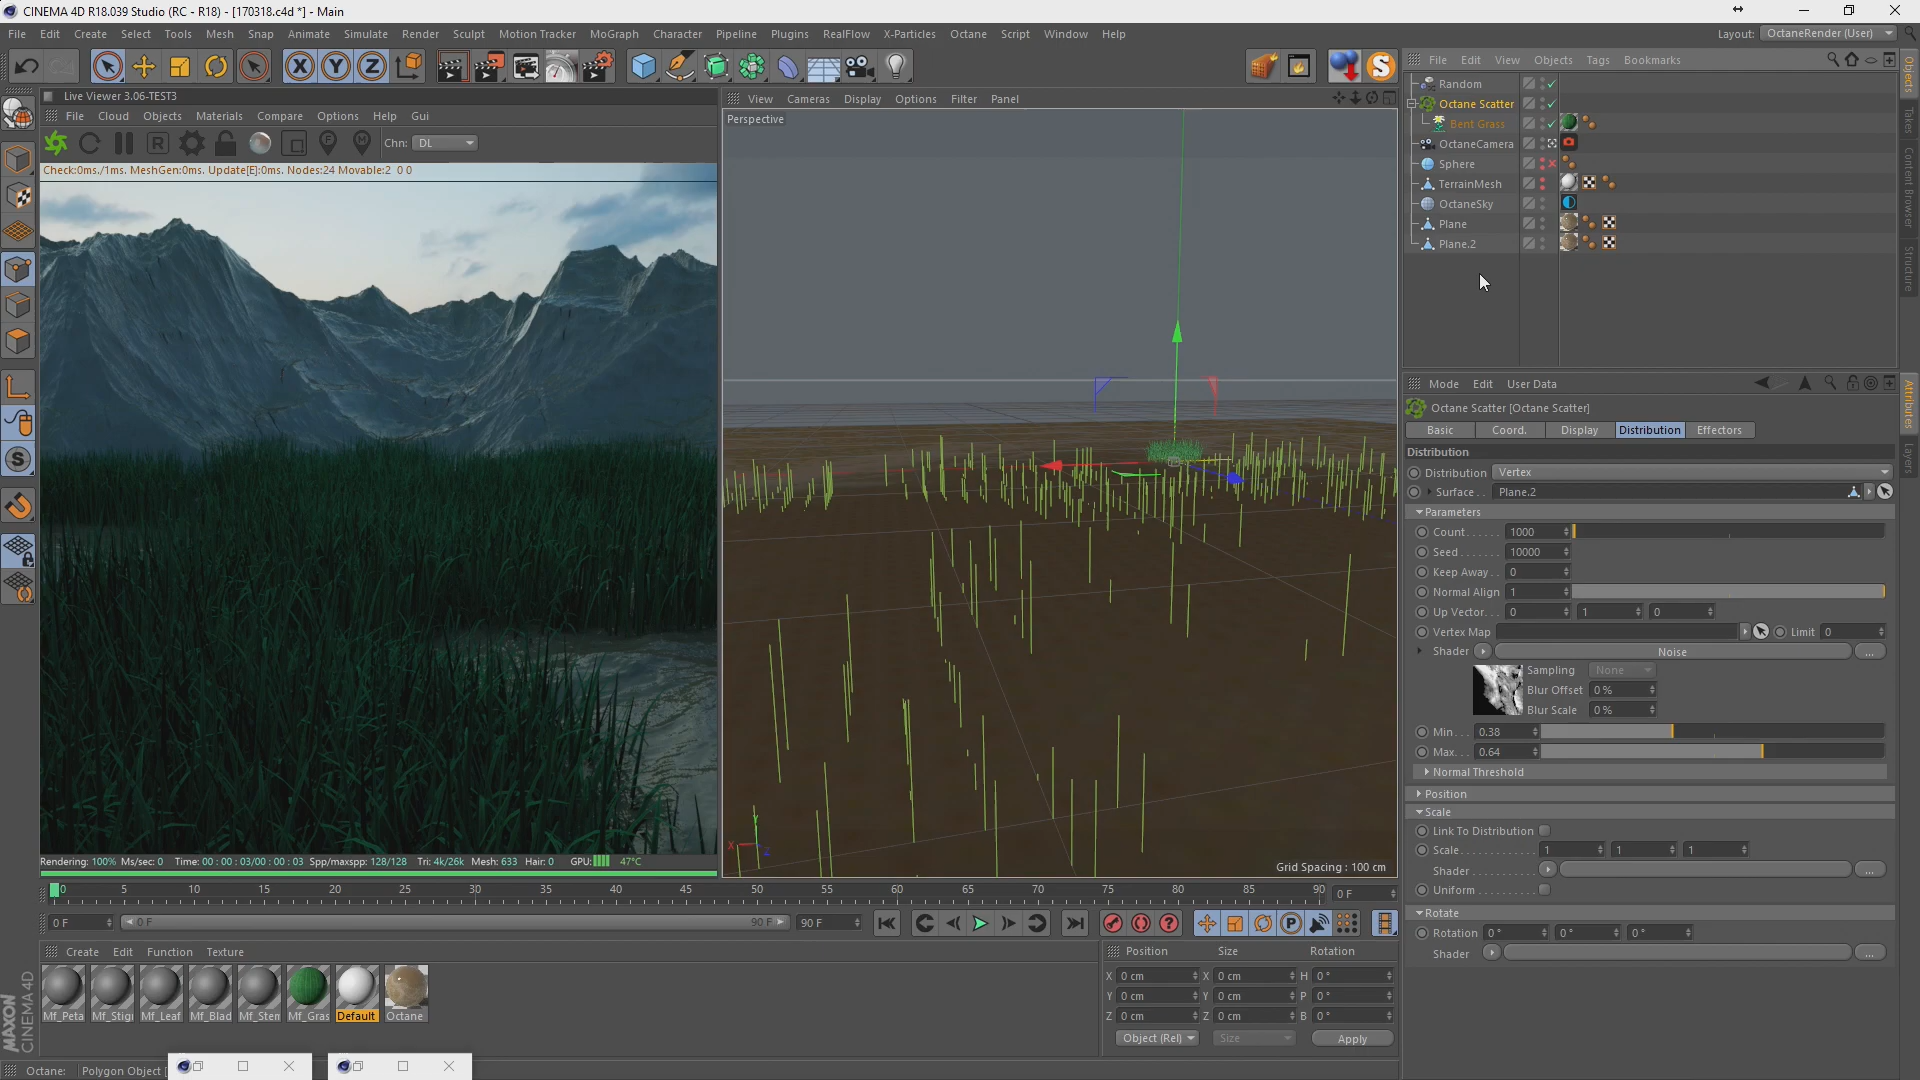 CINEMA 4D R18.039 Studio (RC - R18) - [170318.c4d *] - Main
File Edit Create Select Tools Mesh Snap Animate Simulate Render Sculpt Motion Tracker MoGraph Character Pipeline Plugins RealFlow X-Particles Octane Script Window Help
Layout: OctaneRender (User)
X Y Z
Live Viewer 3.06-TEST3
File Cloud Objects Materials Compare Options Help Gui
Chn: DL
Check:0ms./1ms. MeshGen:0ms. Update[E]:0ms. Nodes:24 Movable:2 0 0
Rendering: 100% Ms/sec: 0 Time: 00 : 00 : 03/00 : 00 : 03 Spp/maxspp: 128/128 Tri: 4k/26k Mesh: 633 Hair: 0 GPU: 47°C
View Cameras Display Options Filter Panel
Perspective
Grid Spacing : 100 cm
File Edit View Objects Tags Bookmarks
Random
Octane Scatter
Bent Grass
OctaneCamera
Sphere
TerrainMesh
OctaneSky
Plane
Plane.2
Objects
Takes
Content Browser
Structure
Mode Edit User Data
Attributes
Layers
Octane Scatter [Octane Scatter]
Basic Coord. Display Distribution Effectors
Distribution
Distribution Vertex
Surface . . Plane.2
Parameters
Count. . . . . . 1000
Seed . . . . . . . 10000
Keep Away . . 0
Normal Align 1
Up Vector. . . 0 1 0
Vertex Map Limit 0
Shader Noise ...
Sampling None
Blur Offset 0 %
Blur Scale 0 %
Min. . . 0.38
Max. . . 0.64
Normal Threshold
Position
Scale
Link To Distribution
Scale. . . . . . . . . . . . . 1 1 1
Shader . . . . . . . . . . . ...
Uniform . . . . . . . . . .
Rotate
Rotation 0 ° 0 ° 0 °
Shader ...
0 5 10 15 20 25 30 35 40 45 50 55 60 65 70 75 80 85 90 0 F
0 F 0 F 90 F 90 F
Create Edit Function Texture
Mf_Peta Mf_Stigi Mf_Leaf Mf_Blad Mf_Sten Mf_Gras Default Octane
Position Size Rotation
X 0 cm X 0 cm H 0 °
Y 0 cm Y 0 cm P 0 °
Z 0 cm Z 0 cm B 0 °
Object (Rel) Size Apply
MAXON
CINEMA 4D
Octane: Polygon Object [